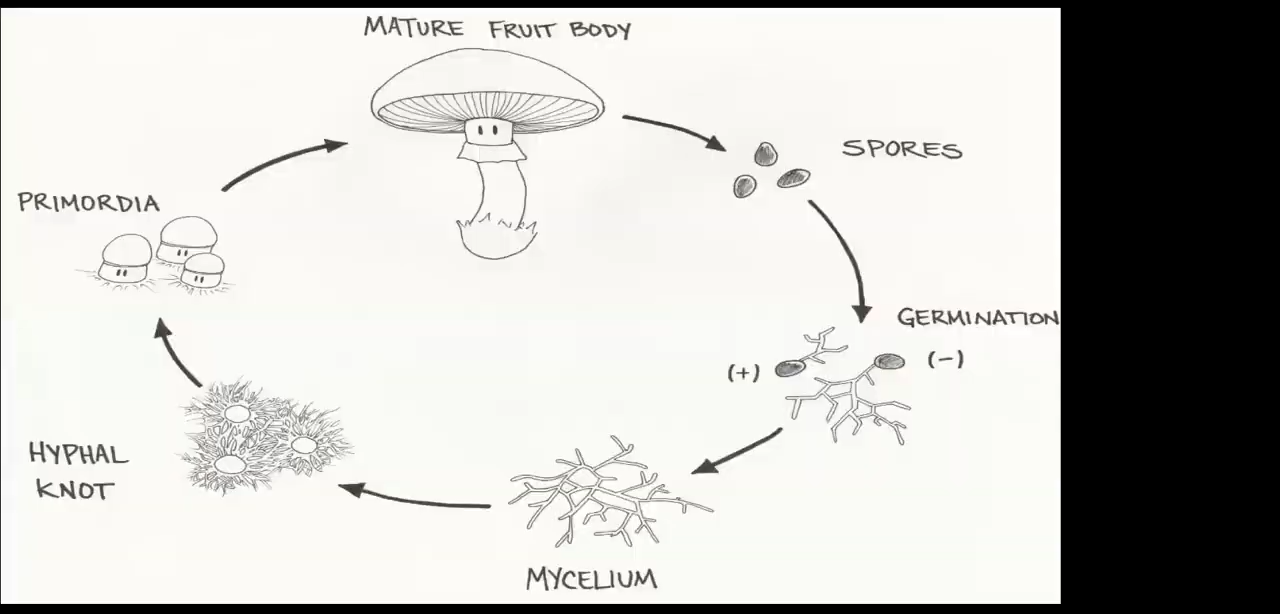 MATURE FRUIT BODY
SPORES
PRIMORDIA
GERMINATION
(+)
(-)
HYPHAL
KNOT
MYCELIUM